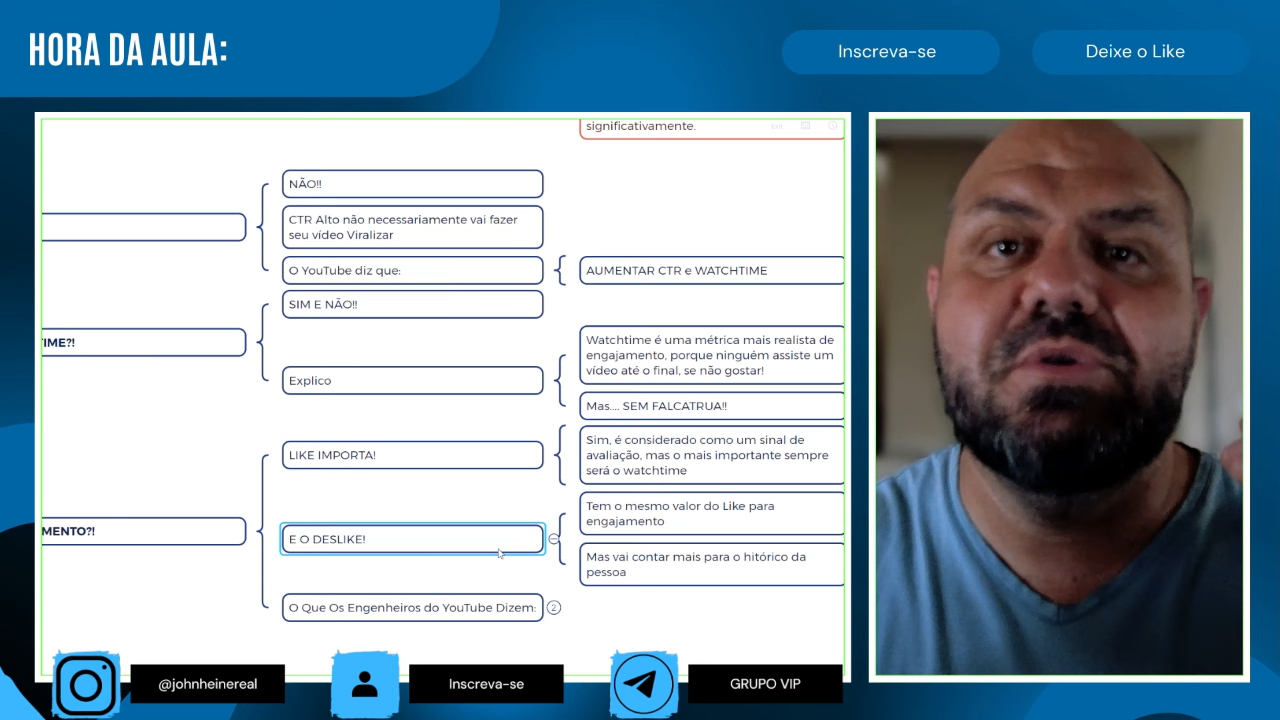 HORA DA AULA:
Inscreva-se
Deixe o Like
significativamente.
NÃO!!
CTR Alto não necessariamente vai fazer
seu vídeo Viralizar
O YouTube diz que:
AUMENTAR CTR e WATCHTIME
SIM E NÃO!!
IME?!
Watchtime é uma métrica mais realista de
engajamento, porque ninguém assiste um
vídeo até o final, se não gostar!
Explico
Mas.... SEM FALCATRUA!!
Sim, é considerado como um sinal de
avaliação, mas o mais importante sempre
será o watchtime
LIKE IMPORTA!
Tem o mesmo valor do Like para
engajamento
MENTO?!
E O DESLIKE!
Mas vai contar mais para o hitórico da
pessoa
O Que Os Engenheiros do YouTube Dizem:
2
@johnheinereal
Inscreva-se
GRUPO VIP